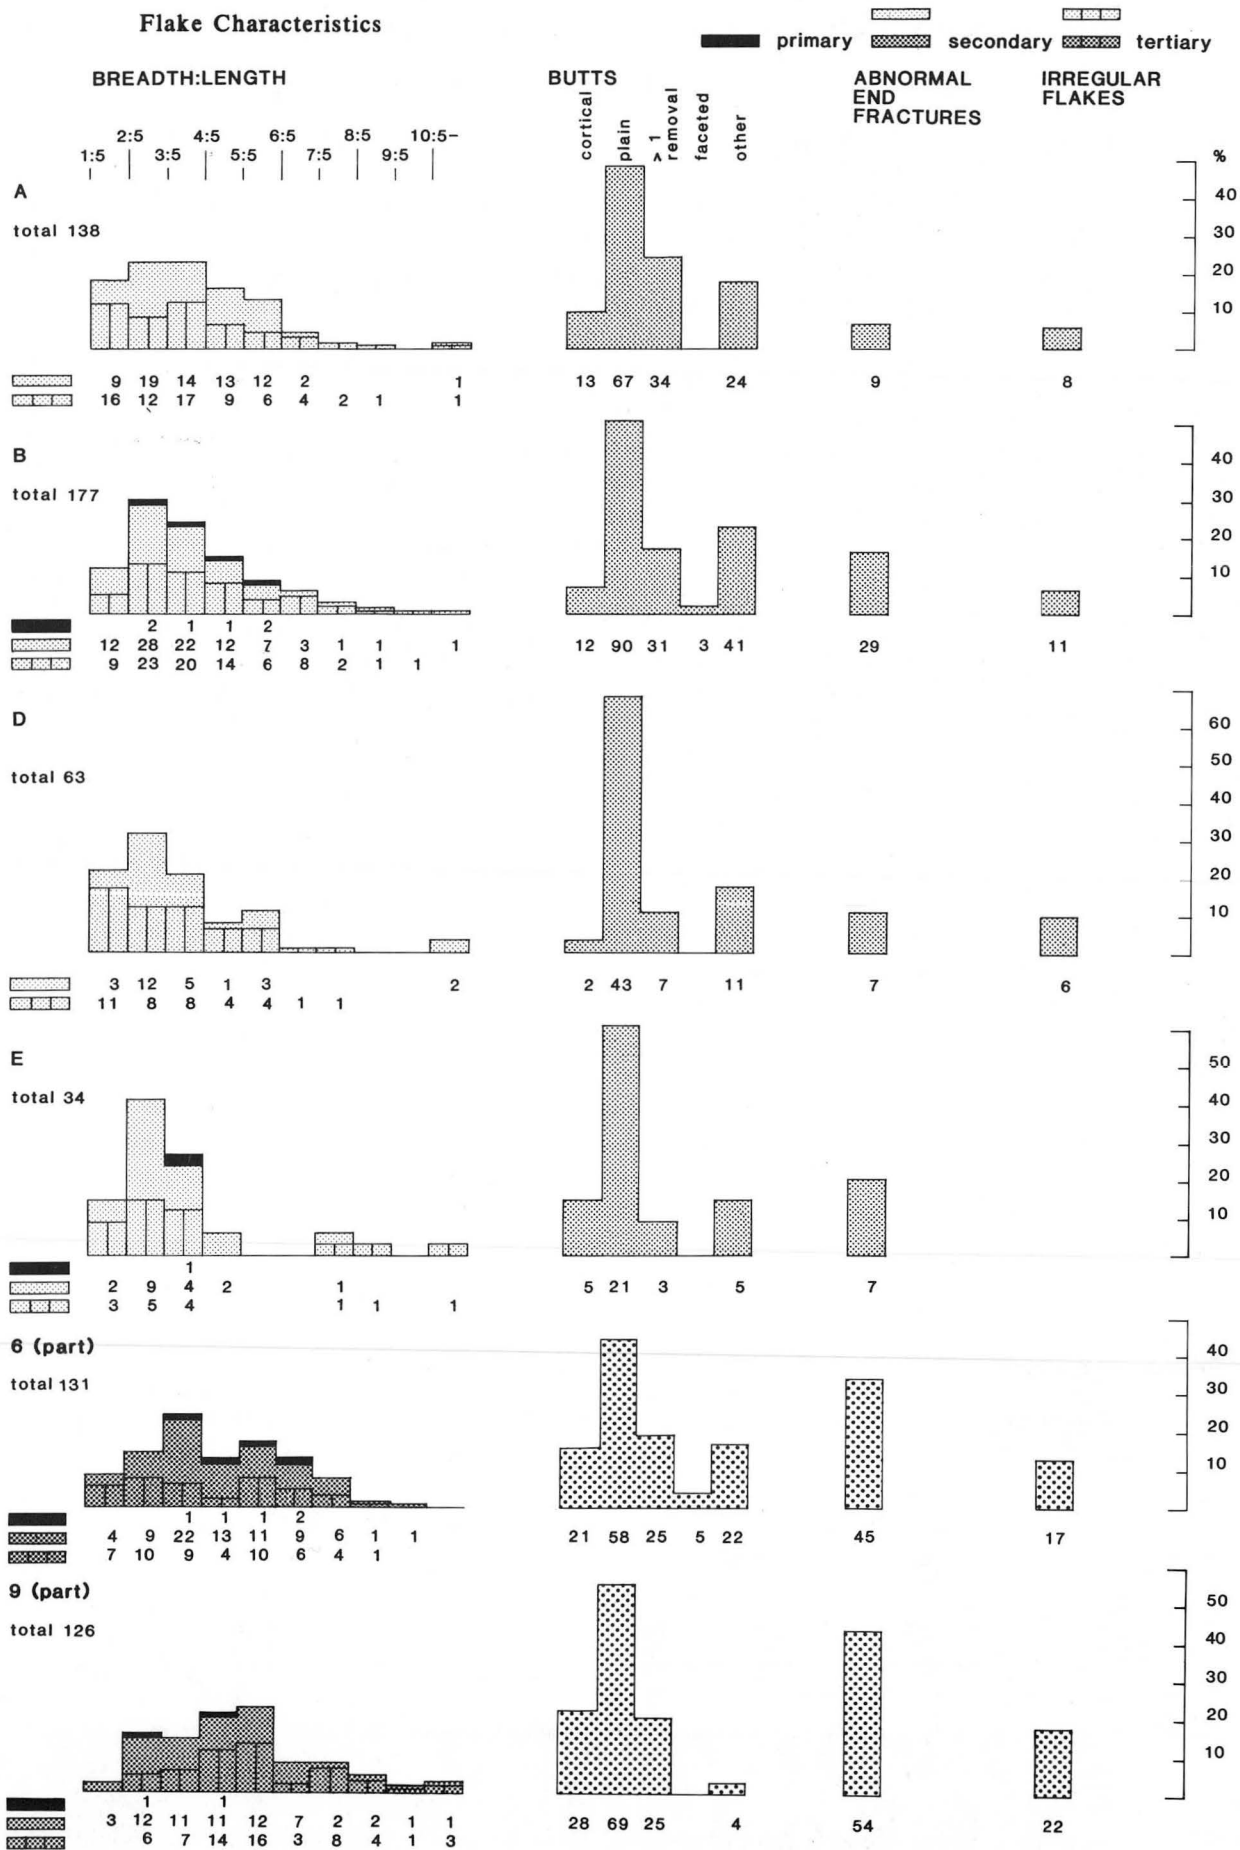 Flake Characteristics
primary secondary tertiary
BREADTH:LENGTH
BUTTS
ABNORMAL END FRACTURES
IRREGULAR FLAKES
cortical
plain
> 1 removal
faceted
other
2:5 4:5 6:5 8:5 10:5–
1:5 3:5 5:5 7:5 9:5
%
A
total 138
40
30
20
10
9 19 14 13 12 2 1
16 12 17 9 6 4 2 1 1
13 67 34 24
9
8
B
total 177
40
30
20
10
2 1 1 2
12 28 22 12 7 3 1 1 1
9 23 20 14 6 8 2 1 1
12 90 31 3 41
29
11
D
total 63
60
50
40
30
20
10
3 12 5 1 3 2
11 8 8 4 4 1 1
2 43 7 11
7
6
E
total 34
50
40
30
20
10
1
2 9 4 2 1
3 5 4 1 1 1
5 21 3 5
7
6 (part)
total 131
40
30
20
10
1 1 1 2
4 9 22 13 11 9 6 1 1
7 10 9 4 10 6 4 1
21 58 25 5 22
45
17
9 (part)
total 126
50
40
30
20
10
1 1
3 12 11 11 12 7 2 2 1 1
6 7 14 16 3 8 4 1 3
28 69 25 4
54
22